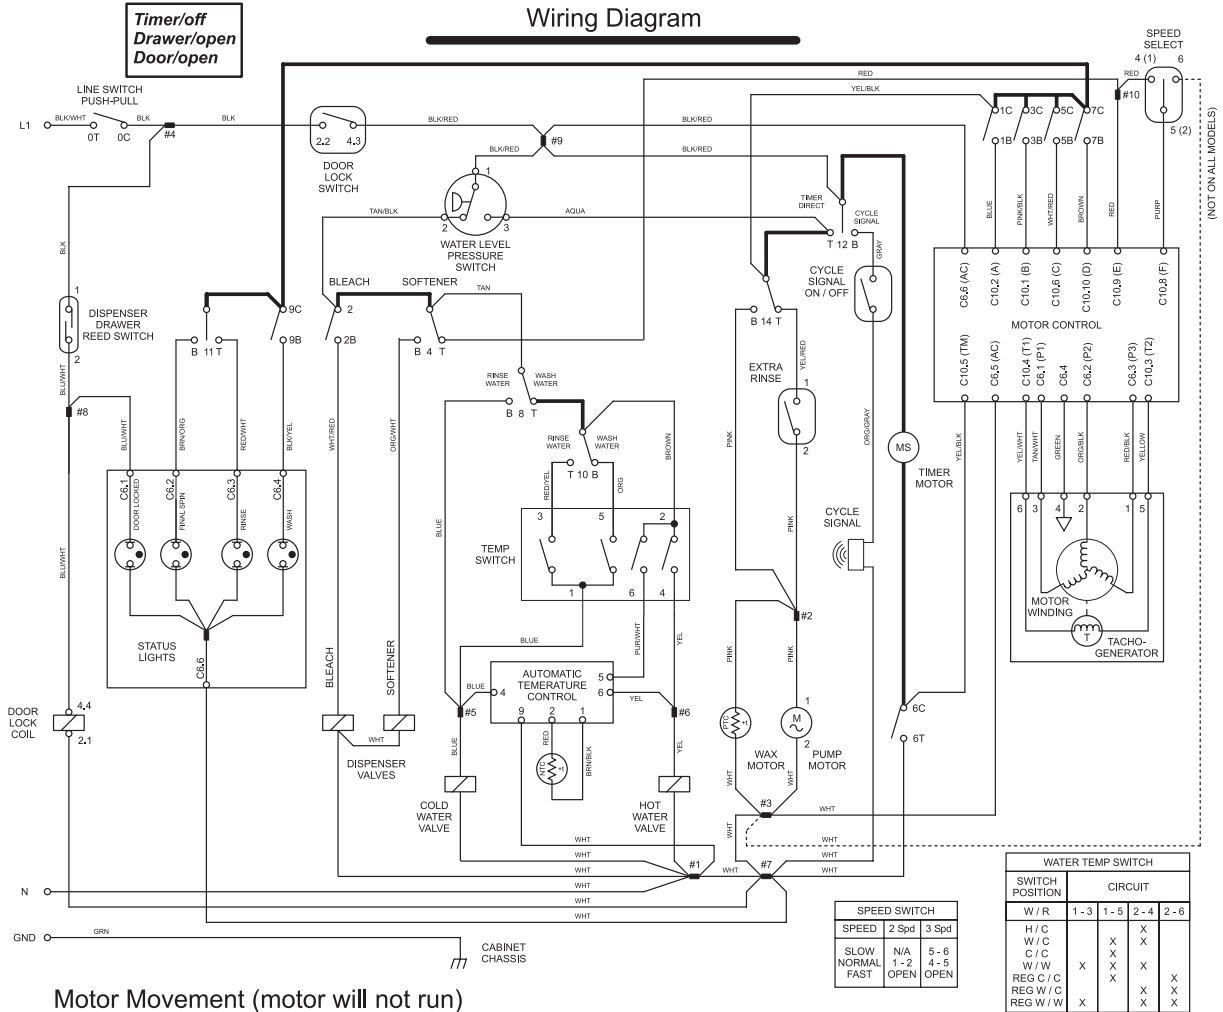 Wiring Diagram
Timer/off
Drawer/open
Door/open
SPEED
SELECT
4 (1)
6
5 (2)
RED
#10
(NOT ON ALL MODELS)
LINE SWITCH
PUSH-PULL
L1
BLK/WHT
0T
0C
BLK
#4
BLK
2.2
4.3
DOOR
LOCK
SWITCH
BLK/RED
#9
BLK/RED
BLK/RED
BLK/RED
RED
YEL/BLK
1C
3C
5C
7C
1B
3B
5B
7B
BLUE
PINK/BLK
WHT/RED
BROWN
RED
PURP
1
2
3
TAN/BLK
AQUA
WATER LEVEL
PRESSURE
SWITCH
TIMER
DIRECT
CYCLE
SIGNAL
T 12 B
GRAY
CYCLE
SIGNAL
ON / OFF
BLK
1
2
DISPENSER
DRAWER
REED SWITCH
BLEACH
SOFTENER
TAN
9C
9B
B 11 T
2
2B
B 4 T
B 14 T
C6.6 (AC)
C10.2 (A)
C10.1 (B)
C10.6 (C)
C10.10 (D)
C10.9 (E)
C10.8 (F)
MOTOR CONTROL
C10.5 (TM)
C6.5 (AC)
C10.4 (T1)
C6.1 (P1)
C6.4
C6.2 (P2)
C6.3 (P3)
C10.3 (T2)
BLU/WHT
#8
BLU/WHT
BRN/ORG
RED/WHT
BLK/YEL
WHT/RED
ORG/WHT
RINSE
WATER
WASH
WATER
B 8 T
RINSE
WATER
WASH
WATER
T 10 B
RED/YEL
ORG
BROWN
EXTRA
RINSE
1
2
YEL/RED
PINK
PINK
ORG/GRAY
MS
TIMER
MOTOR
YEL/BLK
YEL/WHT
TAN/WHT
GREEN
ORG/BLK
RED/BLK
YELLOW
C6.1
C6.2
C6.3
C6.4
DOOR LOCKED
FINAL SPIN
RINSE
WASH
STATUS
LIGHTS
C6.6
BLU/WHT
BLUE
TEMP
SWITCH
3
5
2
1
6
4
CYCLE
SIGNAL
6
3
4
2
1
5
MOTOR
WINDING
T
TACHO-
GENERATOR
BLUE
PUR/WHT
YEL
#2
PINK
PINK
BLEACH
SOFTENER
AUTOMATIC
TEMERATURE
CONTROL
4
5
6
9
2
1
BLUE
YEL
#5
#6
DOOR
LOCK
COIL
4.4
2.1
WHT
DISPENSER
VALVES
BLUE
RED
BRN/BLK
NTC
+t
YEL
PTC
+t
M
1
2
WAX
MOTOR
PUMP
MOTOR
6C
6T
COLD
WATER
VALVE
HOT
WATER
VALVE
WHT
WHT
#3
WHT
WHT
WHT
WHT
WHT
WHT
WHT
WHT
#1
WHT
#7
WHT
WHT
N
GND
GRN
CABINET
CHASSIS
SPEED SWITCH
SPEED 2 Spd 3 Spd
SLOW N/A 5 - 6
NORMAL 1 - 2 4 - 5
FAST OPEN OPEN
WATER TEMP SWITCH
SWITCH
POSITION
CIRCUIT
W / R 1 - 3 1 - 5 2 - 4 2 - 6
H / C X
W / C X X
C / C X
W / W X X X
REG C / C X X
REG W / C X X
REG W / W X X X
Motor Movement (motor will not run)